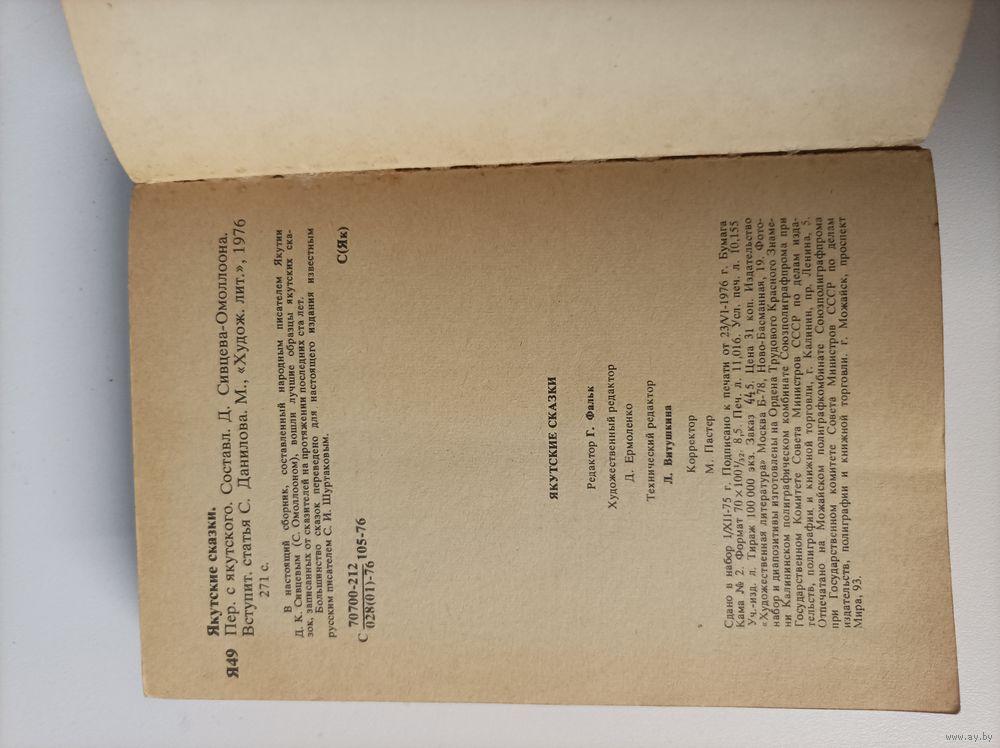 Я49
Якутские сказки.
Пер. с якутского. Составл. Д. Сивцева-Омоллоона.
Вступит. статья С. Данилова. М., «Худож. лит.», 1976
271 с.
В настоящий сборник, составленный народным писателем Якутии
Д. К. Сивцевым (С. Омоллооном), вошли лучшие образцы якутских ска-
зок, записанных от сказителей на протяжении последних ста лет.
Большинство сказок переведено для настоящего издания известным
русским писателем С. И. Шуртаковым.
С 70700-212
028(01)-76 105-76
С(Як)
ЯКУТСКИЕ СКАЗКИ
Редактор Г. Фальк
Художественный редактор
Д. Ермоленко
Технический редактор
Л. Витушкина
Корректор
М. Пастер
Сдано в набор 1/XII-75 г. Подписано к печати от 23/VI-1976 г. Бумага
Кама № 2. Формат 70×100 1/32. 8,5. Печ. л. 11,016. Усл. печ. л. 10,155
Уч.-изд. л. Тираж 100 000 экз. Заказ 445. Цена 31 коп. Издательство
«Художественная литература» Москва Б-78, Ново-Басманная, 19. Фото-
набор и диапозитивы изготовлены на Ордена Трудового Красного Знаме-
ни Калининском полиграфическом комбинате Союзполиграфпрома при
Государственном Комитете Совета Министров СССР по делам изда-
тельств, полиграфии и книжной торговли, г. Калинин, пр. Ленина, 5.
Отпечатано на Можайском полиграфкомбинате Союзполиграфпрома
при Государственном комитете Совета Министров СССР по делам
издательств, полиграфии и книжной торговли. г. Можайск, проспект
Мира, 93.
www.ay.by